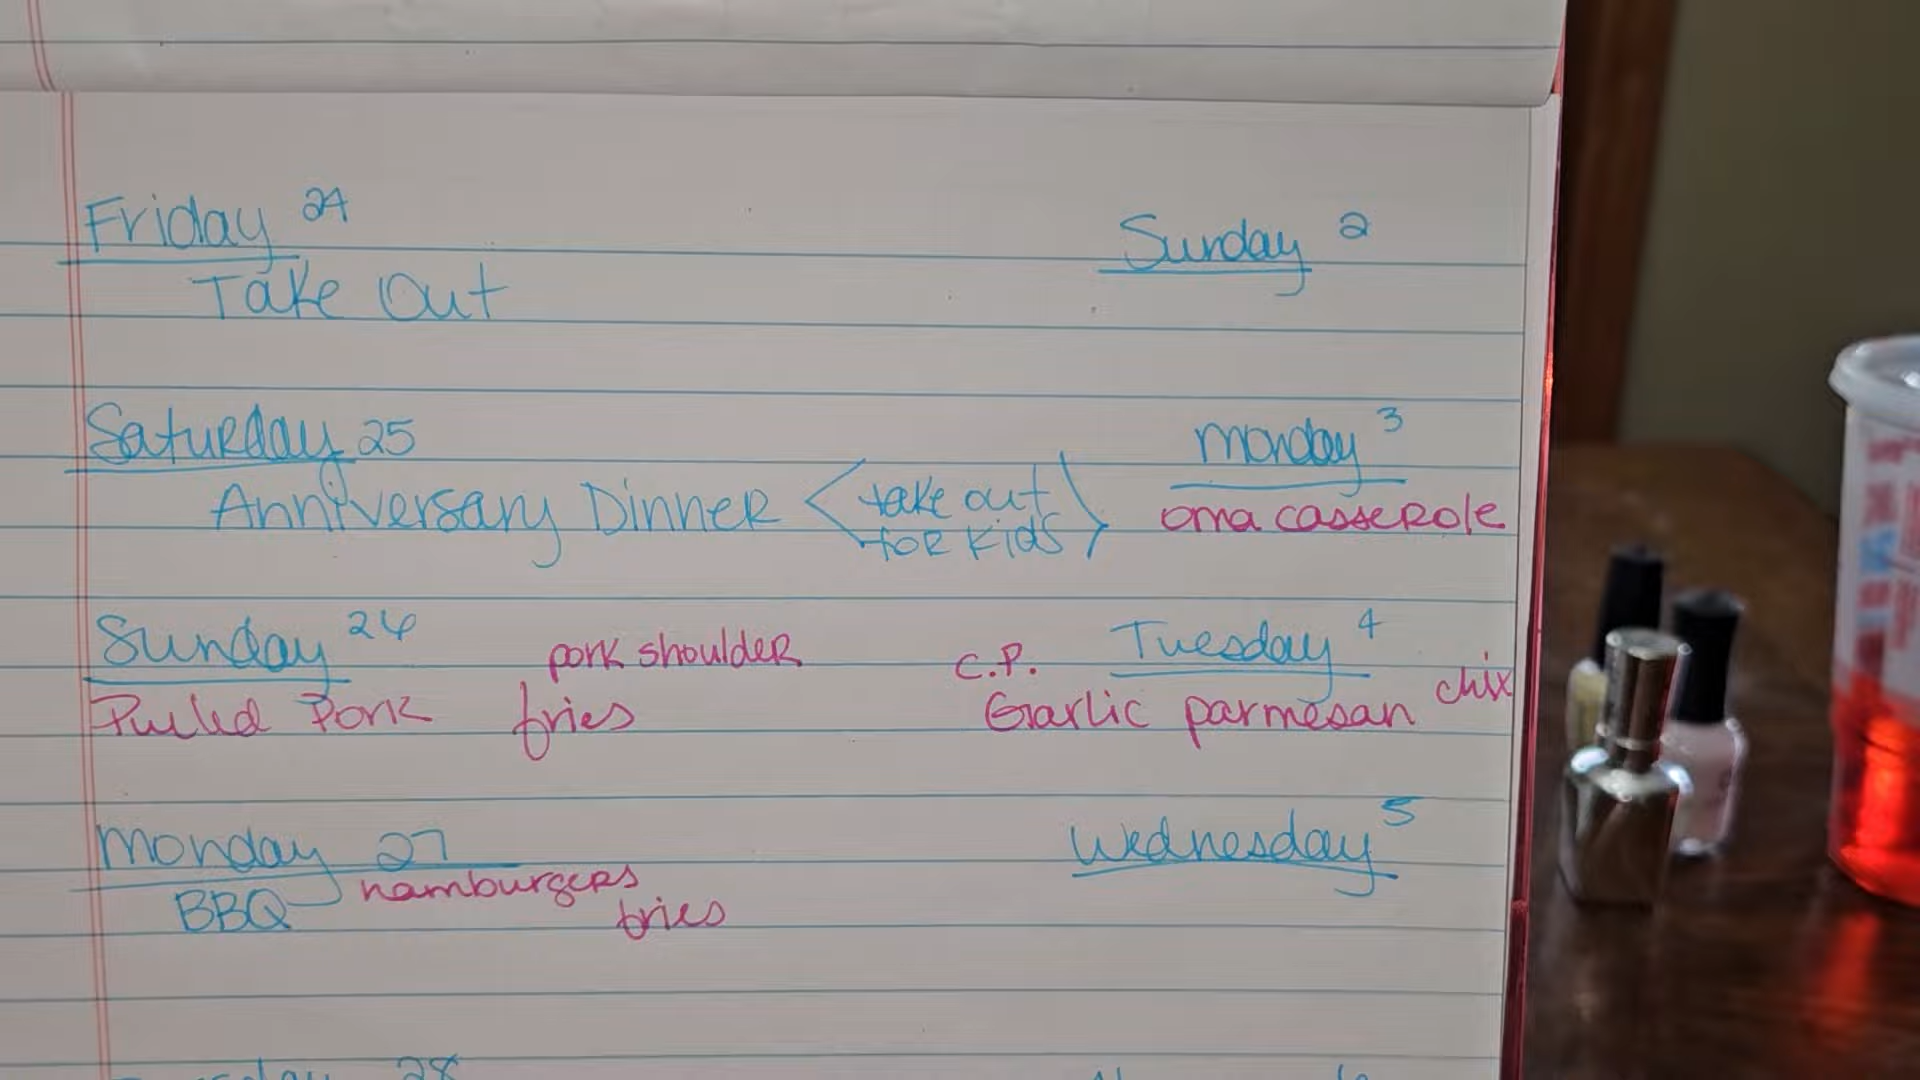 Friday 24
Take Out
Saturday 25
Anniversary Dinner <take out
for kids>
Sunday 26
pork shoulder
Pulled Pork fries
Monday 27
BBQ hamburgers
fries
28
Sunday 2
Monday 3
oma casserole
Tuesday 4
C.P.
Garlic parmesan chix
Wednesday 5